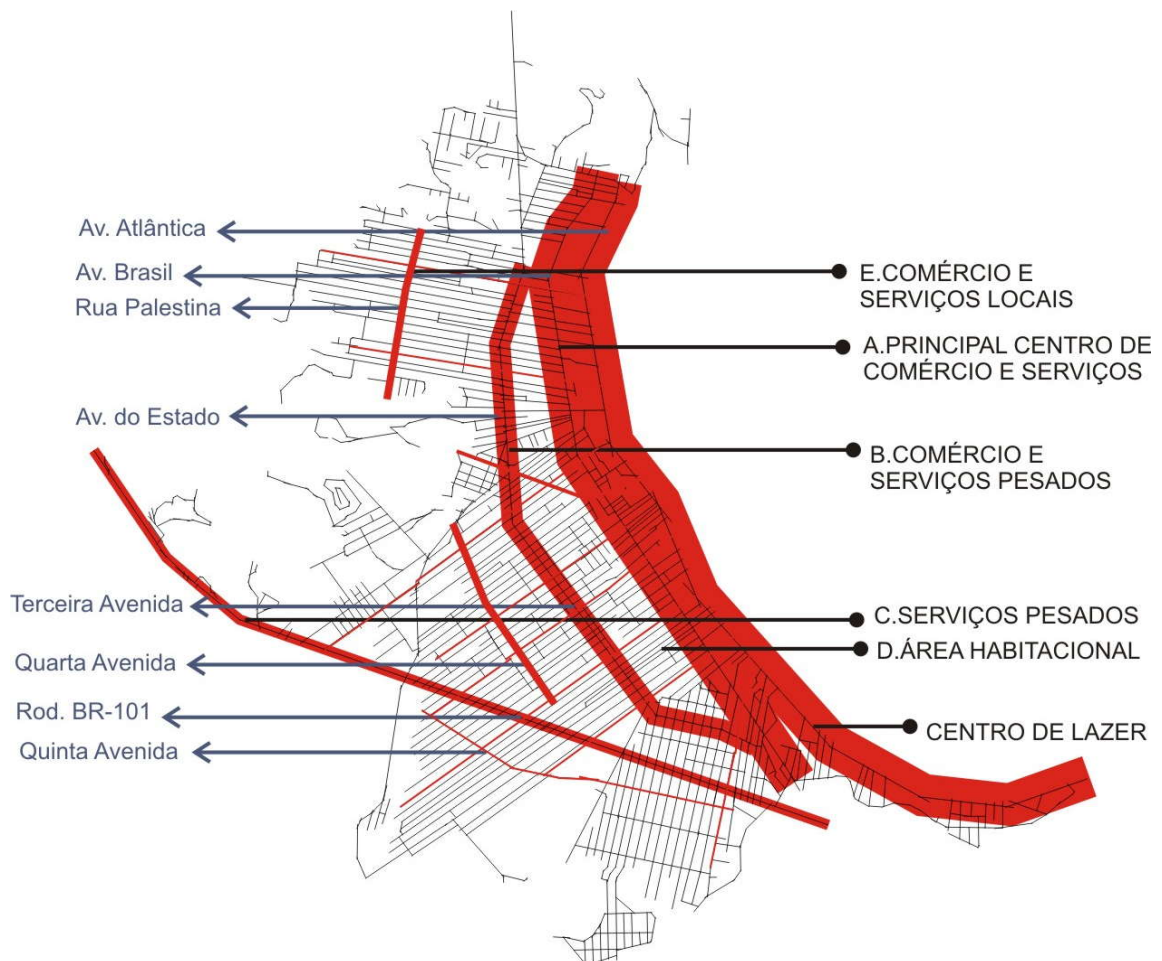 Av. Atlântica
Av. Brasil
Rua Palestina
Av. do Estado
Terceira Avenida
Quarta Avenida
Rod. BR-101
Quinta Avenida
E.COMÉRCIO E
SERVIÇOS LOCAIS
A.PRINCIPAL CENTRO DE
COMÉRCIO E SERVIÇOS
B.COMÉRCIO E
SERVIÇOS PESADOS
C.SERVIÇOS PESADOS
D.ÁREA HABITACIONAL
CENTRO DE LAZER